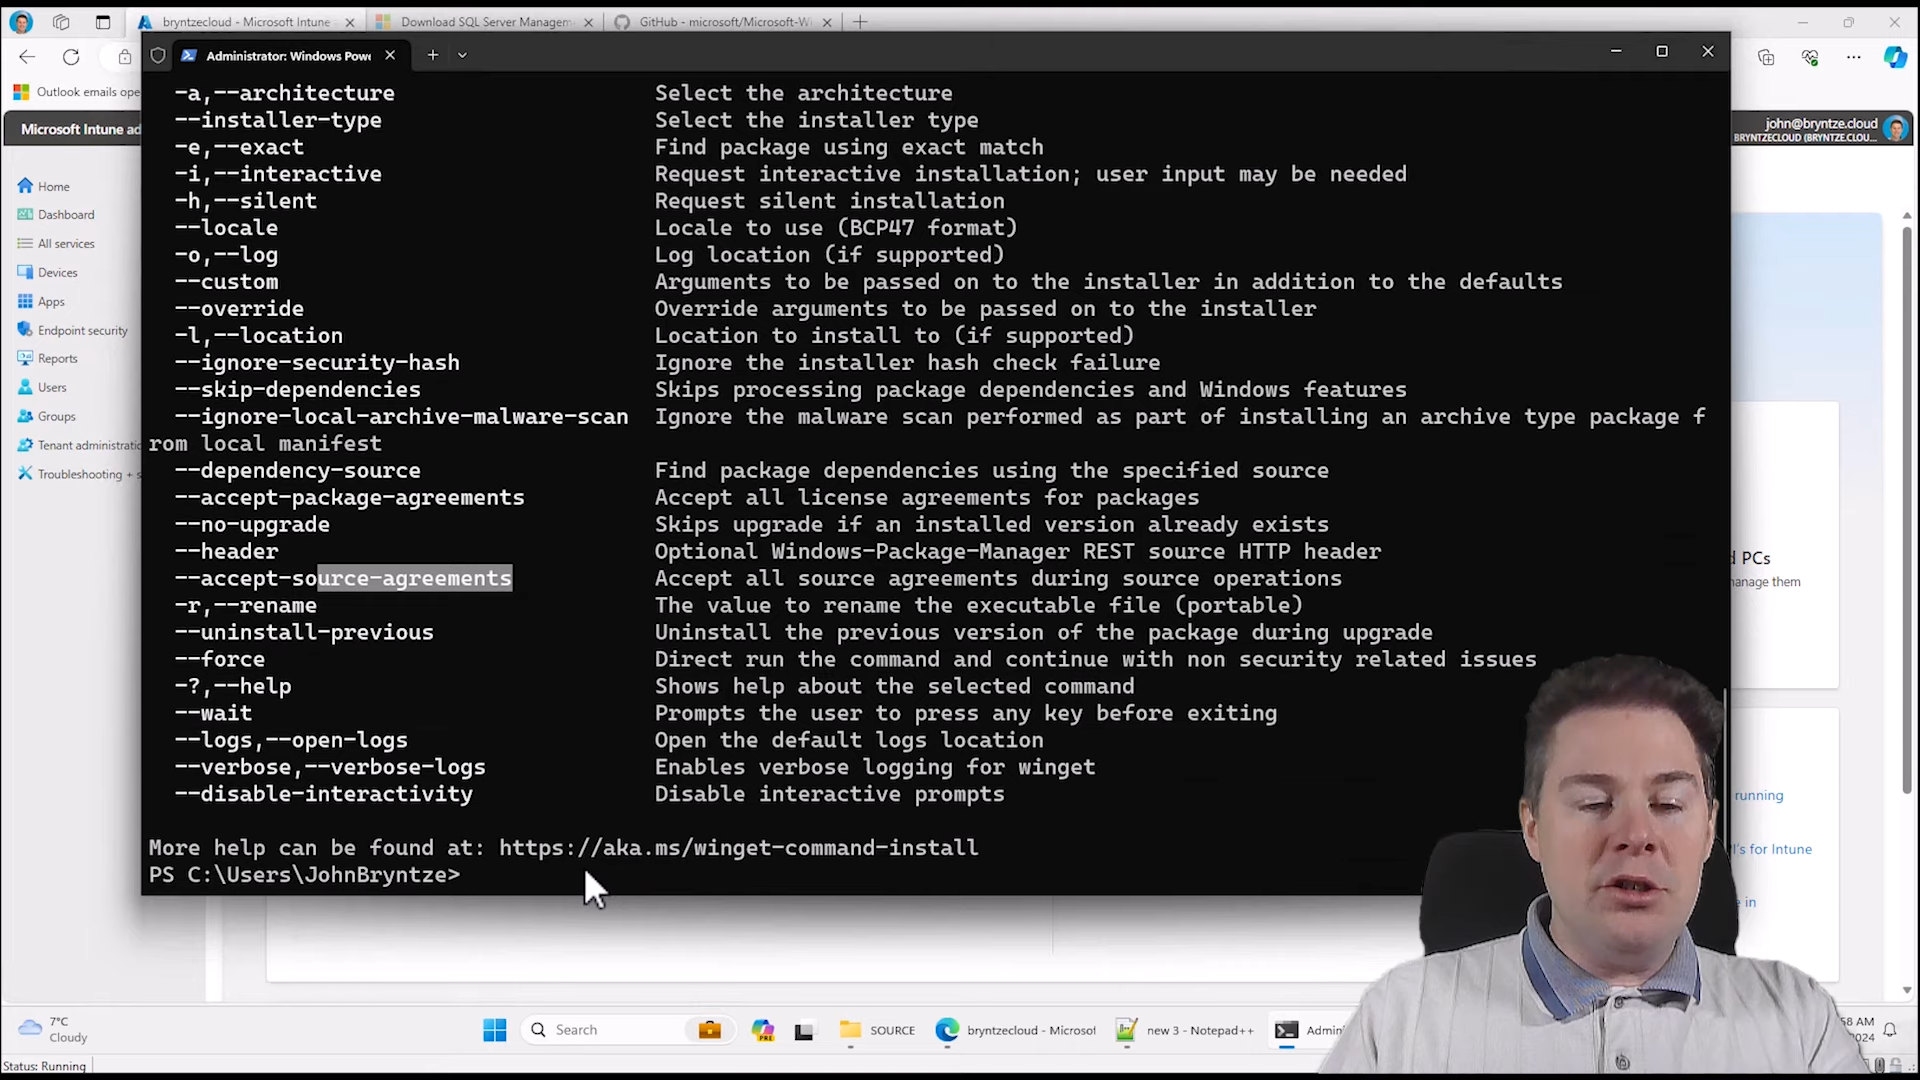 bryntzecloud - Microsoft Intune
Download SQL Server Managem
GitHub - microsoft/Microsoft-W
Administrator: Windows Powe
Outlook emails ope
Microsoft Intune ad
john@bryntze.cloud
BRYNTZECLOUD (BRYNTZE.CLOU...
Home
Dashboard
All services
Devices
Apps
Endpoint security
Reports
Users
Groups
Tenant administratio
Troubleshooting + s
-a,--architecture Select the architecture
--installer-type Select the installer type
-e,--exact Find package using exact match
-i,--interactive Request interactive installation; user input may be needed
-h,--silent Request silent installation
--locale Locale to use (BCP47 format)
-o,--log Log location (if supported)
--custom Arguments to be passed on to the installer in addition to the defaults
--override Override arguments to be passed on to the installer
-l,--location Location to install to (if supported)
--ignore-security-hash Ignore the installer hash check failure
--skip-dependencies Skips processing package dependencies and Windows features
--ignore-local-archive-malware-scan Ignore the malware scan performed as part of installing an archive type package f
rom local manifest
--dependency-source Find package dependencies using the specified source
--accept-package-agreements Accept all license agreements for packages
--no-upgrade Skips upgrade if an installed version already exists
--header Optional Windows-Package-Manager REST source HTTP header
--accept-source-agreements Accept all source agreements during source operations
-r,--rename The value to rename the executable file (portable)
--uninstall-previous Uninstall the previous version of the package during upgrade
--force Direct run the command and continue with non security related issues
-?,--help Shows help about the selected command
--wait Prompts the user to press any key before exiting
--logs,--open-logs Open the default logs location
--verbose,--verbose-logs Enables verbose logging for winget
--disable-interactivity Disable interactive prompts
More help can be found at: https://aka.ms/winget-command-install
PS C:\Users\JohnBryntze>
d PCs
manage them
running
I's for Intune
e in
7°C
Cloudy
Search
PRE
SOURCE
bryntzecloud - Microsof
new 3 - Notepad++
Admin
58 AM
2024
Status: Running